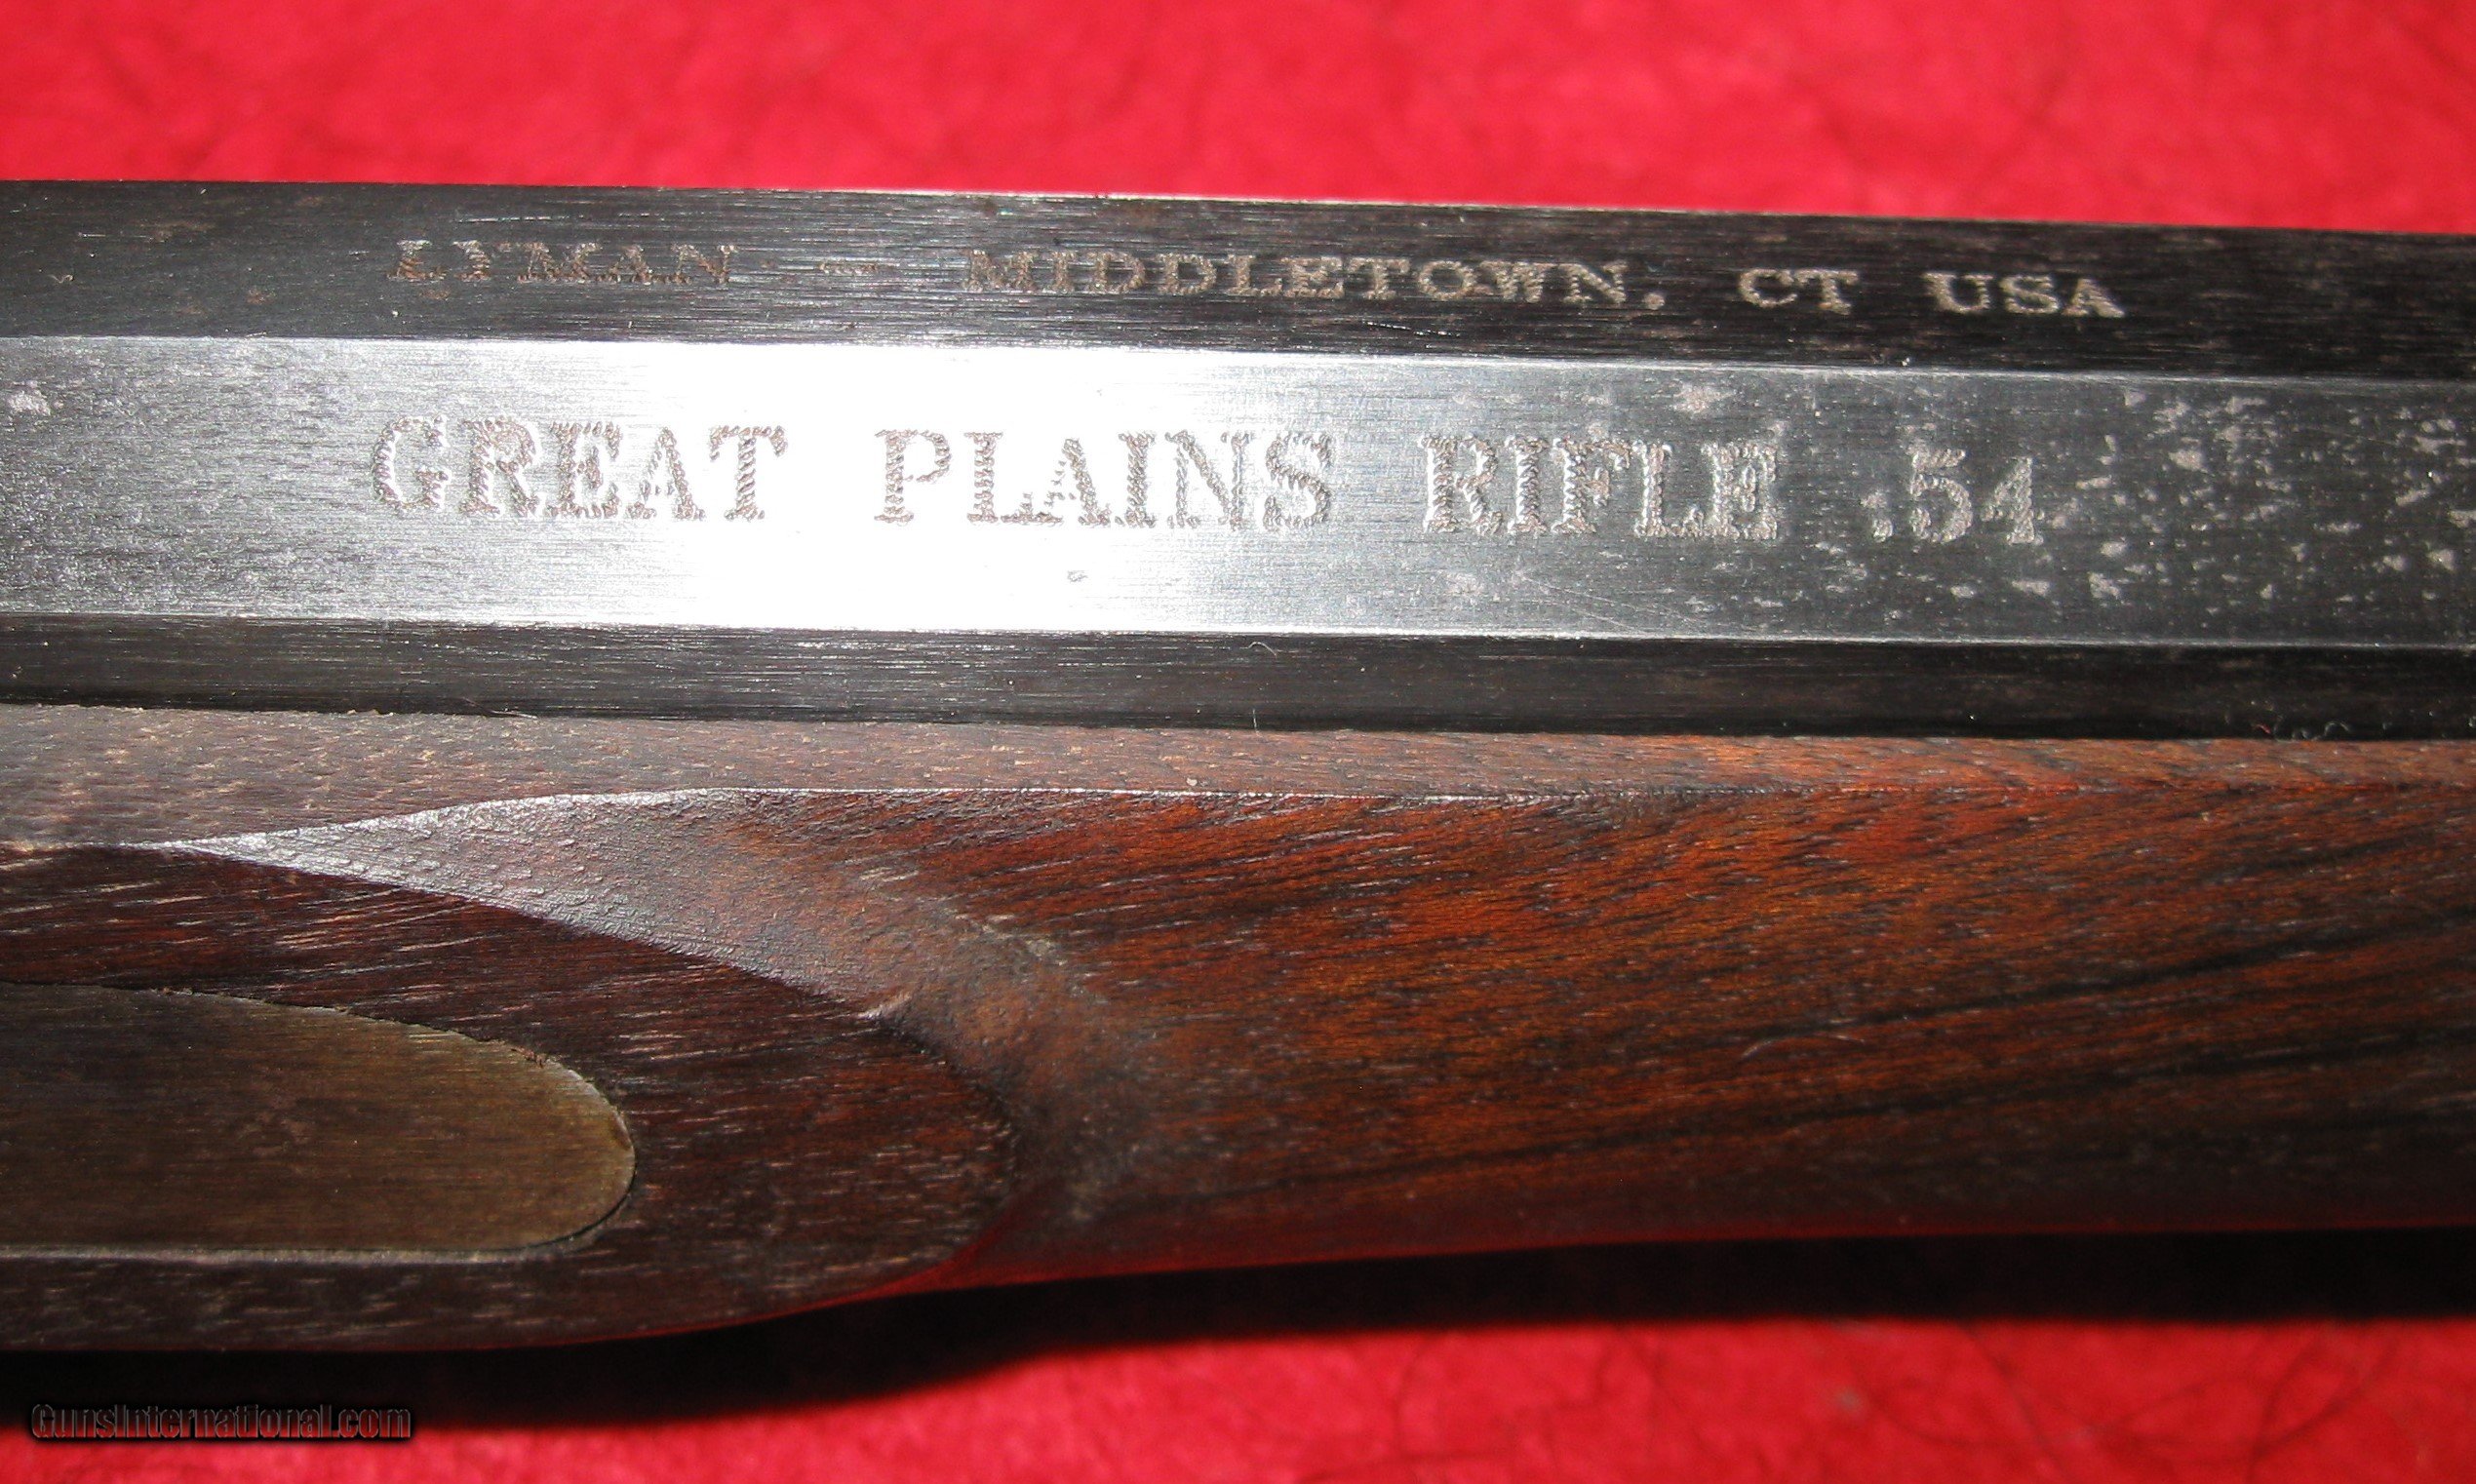 LYMAN — MIDDLETOWN, CT USA
GREAT PLAINS RIFLE .54
GunsInternational.com